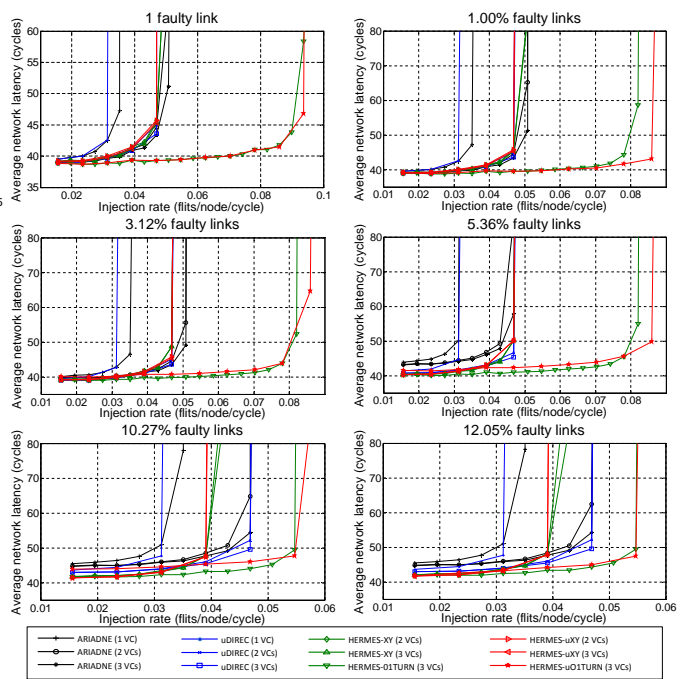 1 faulty link
1.00% faulty links
Average network latency (cycles)
60
55
50
45
40
35
0.02
0.04
0.06
0.08
0.1
Injection rate (flits/node/cycle)
Average network latency (cycles)
80
70
60
50
40
0.01
0.02
0.03
0.04
0.05
0.06
0.07
0.08
Injection rate (flits/node/cycle)
3.12% faulty links
5.36% faulty links
Average network latency (cycles)
80
70
60
50
40
0.01
0.02
0.03
0.04
0.05
0.06
0.07
0.08
Injection rate (flits/node/cycle)
Average network latency (cycles)
80
70
60
50
40
0.01
0.02
0.03
0.04
0.05
0.06
0.07
0.08
Injection rate (flits/node/cycle)
10.27% faulty links
12.05% faulty links
Average network latency (cycles)
80
70
60
50
40
0.01
0.02
0.03
0.04
0.05
0.06
Injection rate (flits/node/cycle)
Average network latency (cycles)
80
70
60
50
40
0.01
0.02
0.03
0.04
0.05
0.06
Injection rate (flits/node/cycle)
ARIADNE (1 VC)
uDIREC (1 VC)
HERMES-XY (2 VCs)
HERMES-uXY (2 VCs)
ARIADNE (2 VCs)
uDIREC (2 VCs)
HERMES-XY (3 VCs)
HERMES-uXY (3 VCs)
ARIADNE (3 VCs)
uDIREC (3 VCs)
HERMES-01TURN (3 VCs)
HERMES-uO1TURN (3 VCs)